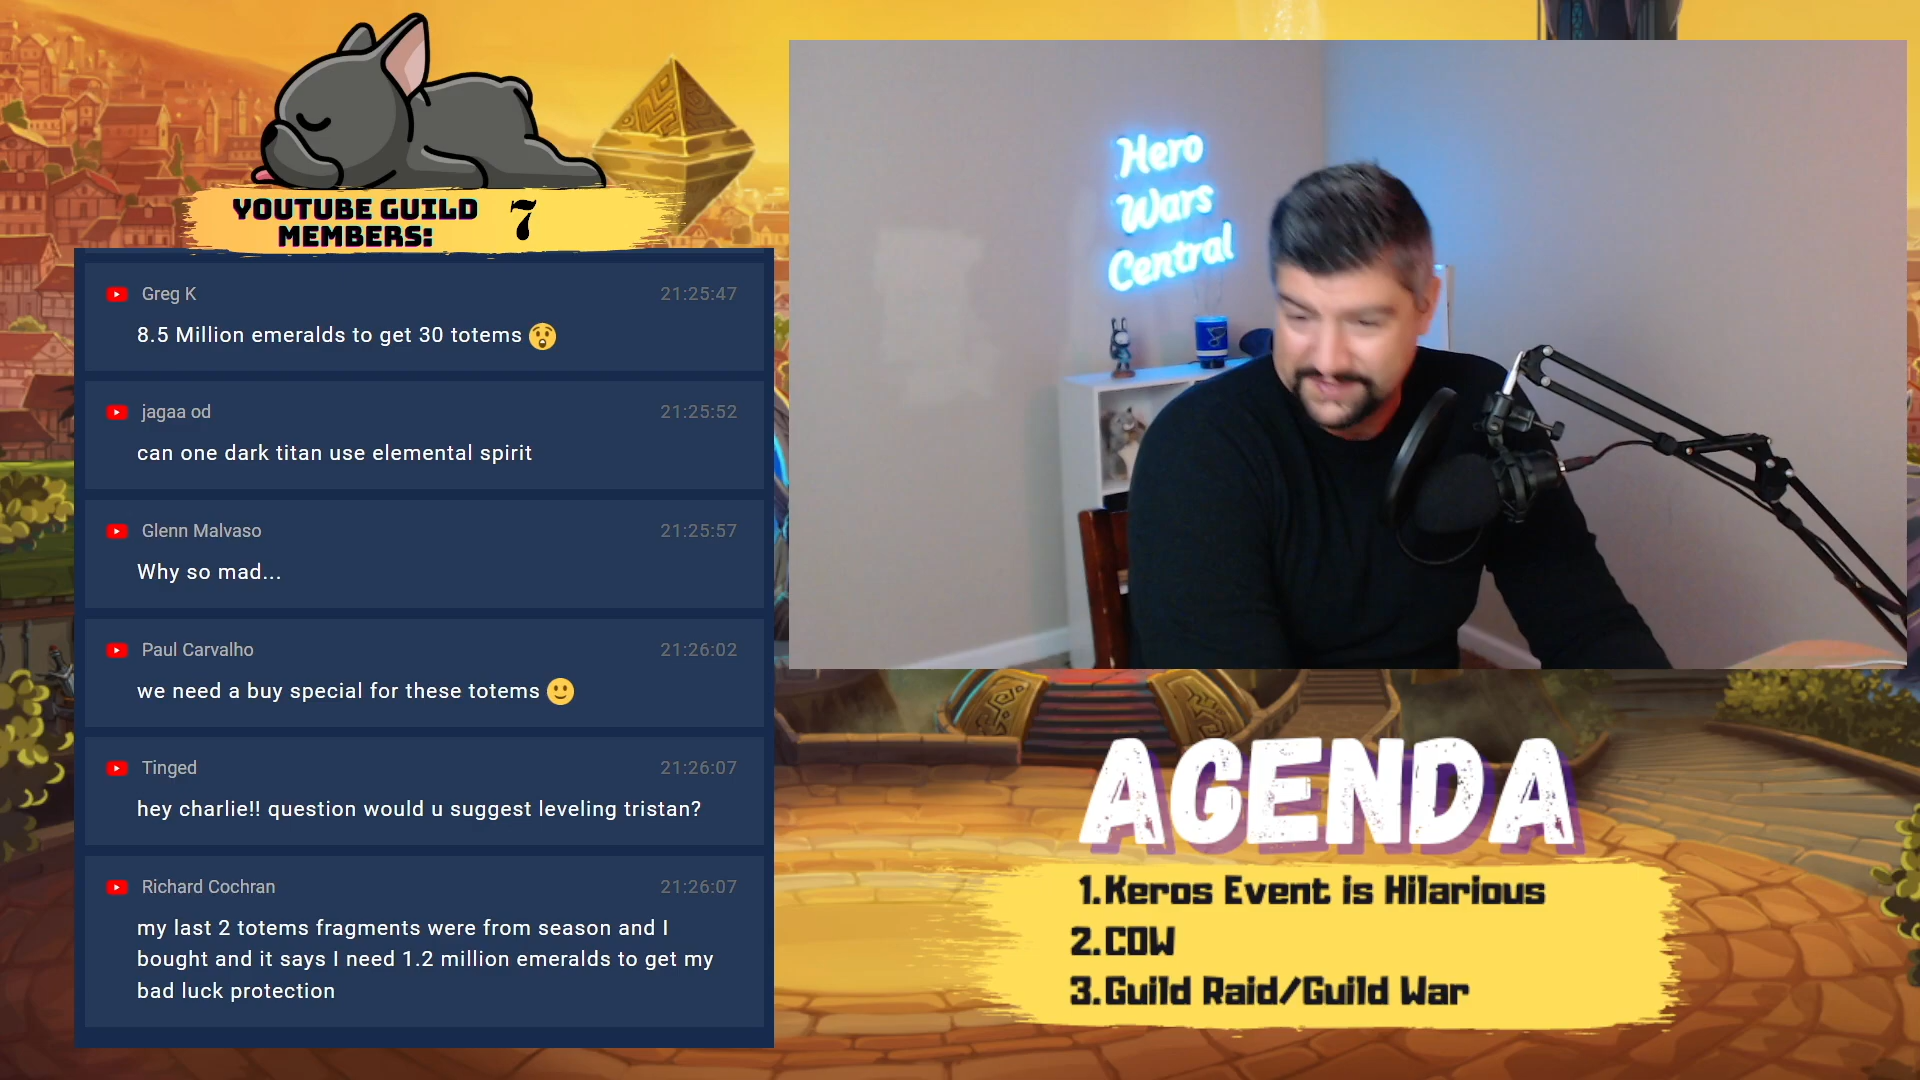 YOUTUBE GUILD
MEMBERS:
7
Greg K
21:25:47
8.5 Million emeralds to get 30 totems 😲
jagaa od
21:25:52
can one dark titan use elemental spirit
Glenn Malvaso
21:25:57
Why so mad...
Paul Carvalho
21:26:02
we need a buy special for these totems 🙂
Tinged
21:26:07
hey charlie!! question would u suggest leveling tristan?
Richard Cochran
21:26:07
my last 2 totems fragments were from season and I
bought and it says I need 1.2 million emeralds to get my
bad luck protection
Hero
Wars
Central
AGENDA
1.Keros Event is Hilarious
2.COW
3.Guild Raid/Guild War